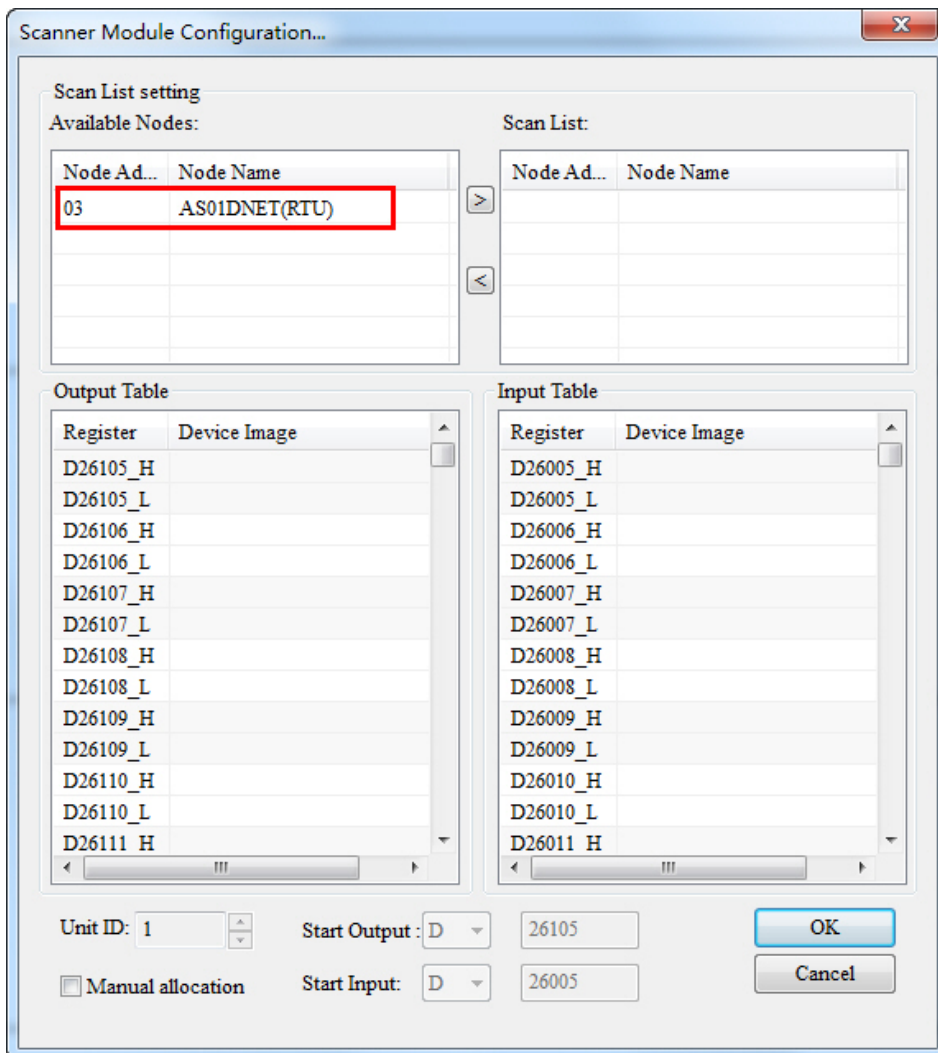 Scanner Module Configuration...
Scan List setting
Available Nodes:
Scan List:
Node Ad... Node Name
Node Ad... Node Name
03 AS01DNET(RTU)
>
<
Output Table
Input Table
Register Device Image
Register Device Image
D26105_H
D26005_H
D26105_L
D26005_L
D26106_H
D26006_H
D26106_L
D26006_L
D26107_H
D26007_H
D26107_L
D26007_L
D26108_H
D26008_H
D26108_L
D26008_L
D26109_H
D26009_H
D26109_L
D26009_L
D26110_H
D26010_H
D26110_L
D26010_L
D26111_H
D26011_H
Unit ID: 1
Start Output : D 26105
OK
Manual allocation
Start Input: D 26005
Cancel